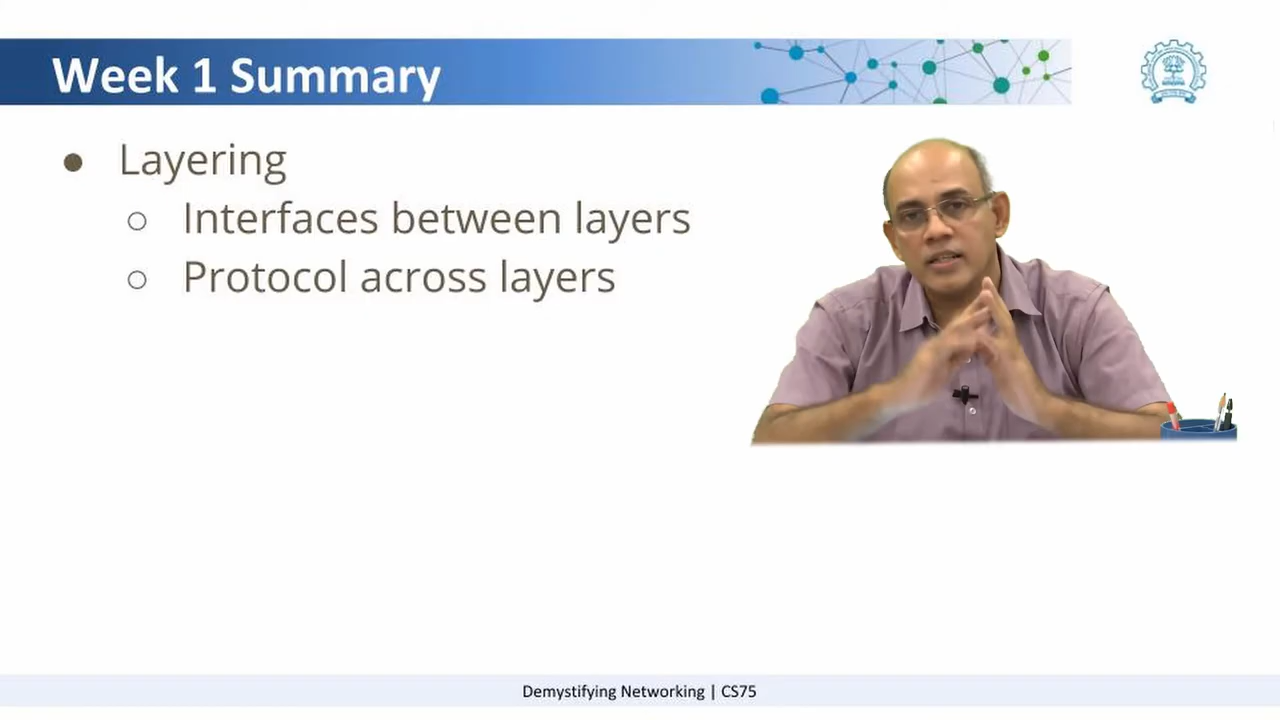 Week 1 Summary
● Layering
○ Interfaces between layers
○ Protocol across layers
Demystifying Networking | CS75